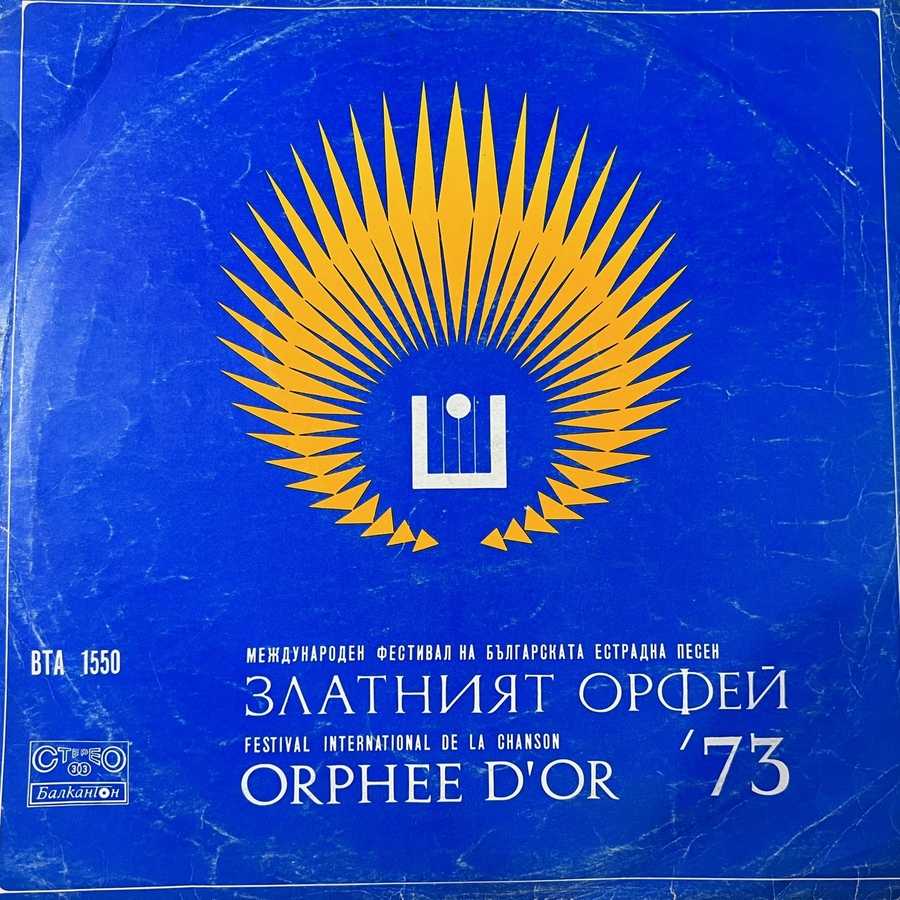 ВТА 1550
МЕЖДУНАРОДЕН ФЕСТИВАЛ НА БЪЛГАРСКАТА ЕСТРАДНА ПЕСЕН
ЗЛАТНИЯТ ОРФЕЙ
FESTIVAL INTERNATIONAL DE LA CHANSON
ORPHEE D'OR '73
СТЕРЕО
303
Балкантон